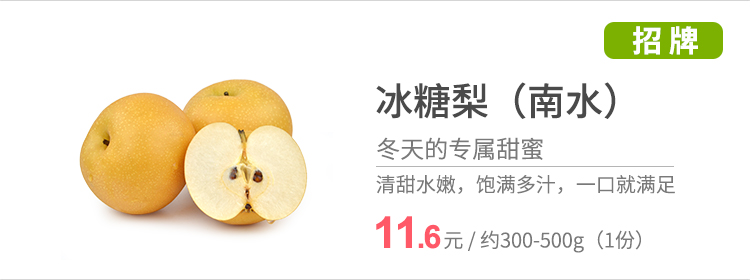 招牌
冰糖梨（南水）
冬天的专属甜蜜
清甜水嫩，饱满多汁，一口就满足
11.6元 / 约300-500g（1份）